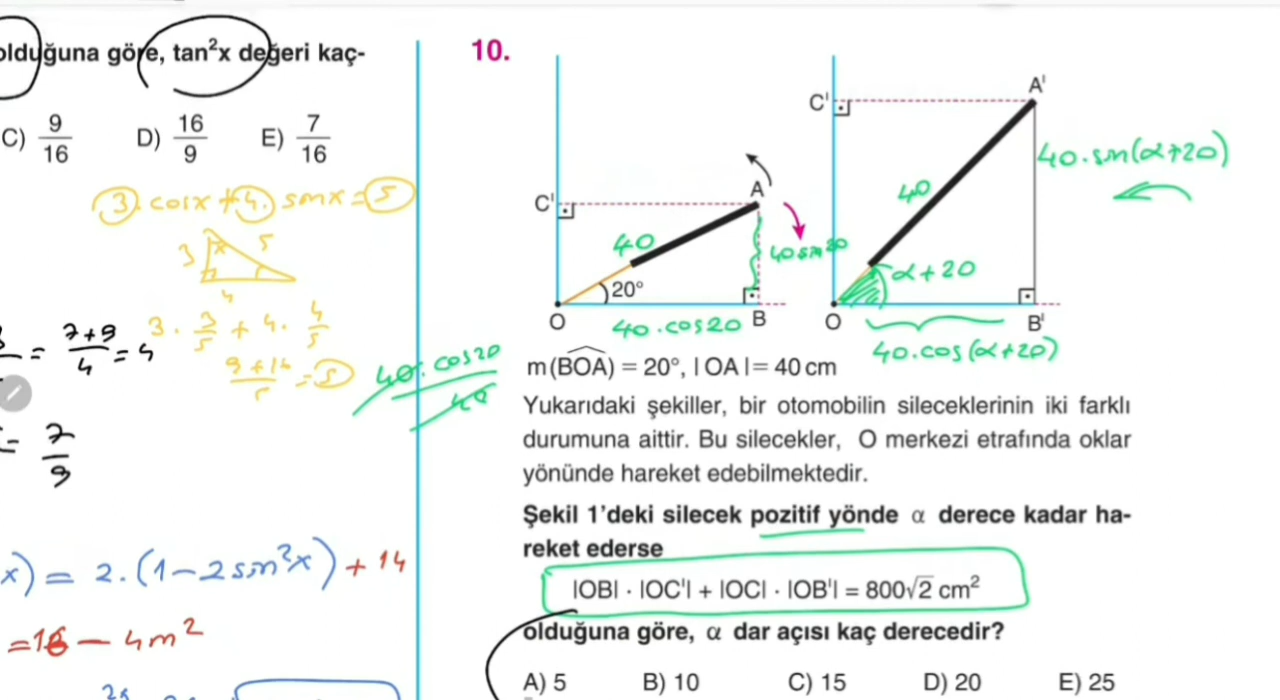 olduğuna göre, tan²x değeri kaç-
C) 9/16 D) 16/9 E) 7/16
3. cosx + 4. sinx = 5
3 x 5
4
3 · 3/5 + 4 · 4/5
= 7+9/4 = 4
9+16/5 = 5
= 7/9
x) = 2.(1-2sin²x) + 14
=16 - 4m²
10.
C' A
40
20°
O B
40 sin 20
40.cos20
C' A'
40
40.sin(α+20)
α+20
O B'
40.cos(α+20)
40.cos20
40
m(BOA) = 20°, |OA|= 40 cm
Yukarıdaki şekiller, bir otomobilin sileceklerinin iki farklı
durumuna aittir. Bu silecekler, O merkezi etrafında oklar
yönünde hareket edebilmektedir.
Şekil 1'deki silecek pozitif yönde α derece kadar ha-
reket ederse
|OB| · |OC'| + |OC| · |OB'| = 800√2 cm²
olduğuna göre, α dar açısı kaç derecedir?
A) 5 B) 10 C) 15 D) 20 E) 25